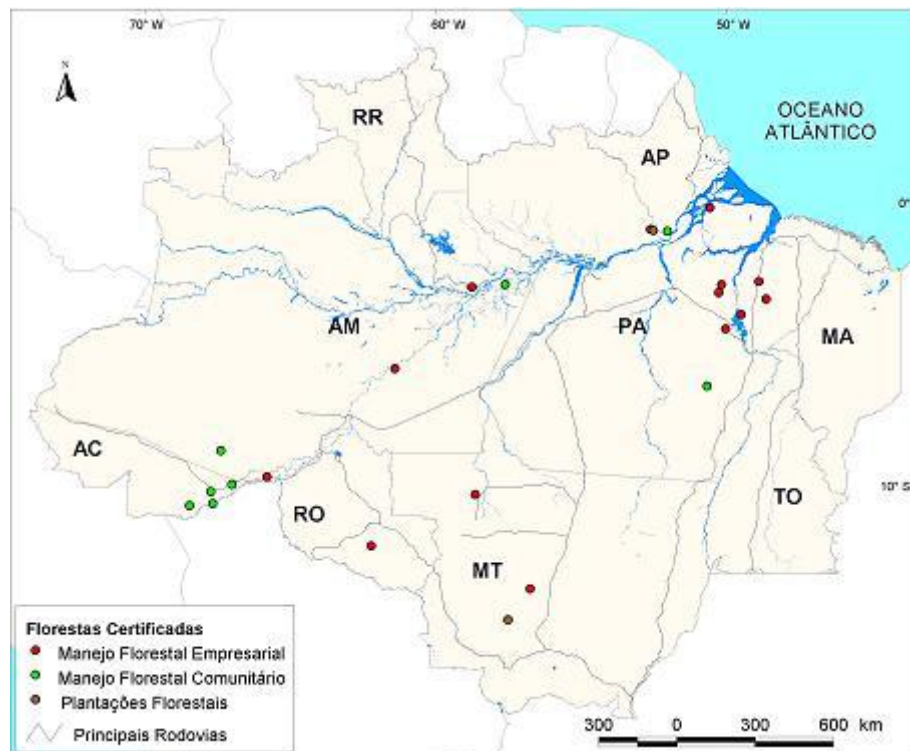 70° W
60° W
50° W
N
OCEANO
ATLÂNTICO
RR
AP
0°
AM
PA
MA
AC
10° S
TO
RO
MT
Florestas Certificadas
Manejo Florestal Empresarial
Manejo Florestal Comunitário
Plantações Florestais
Principais Rodovias
300 0 300 600 km